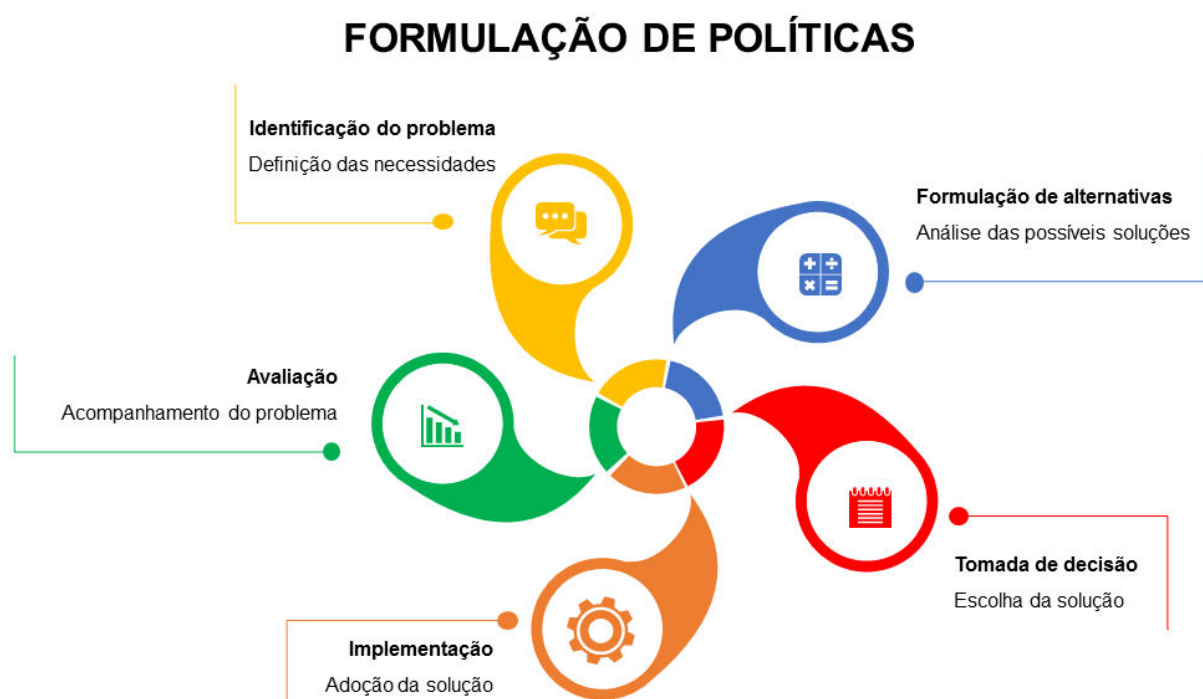 FORMULAÇÃO DE POLÍTICAS
Identificação do problema
Definição das necessidades
Formulação de alternativas
Análise das possíveis soluções
Tomada de decisão
Escolha da solução
Implementação
Adoção da solução
Avaliação
Acompanhamento do problema